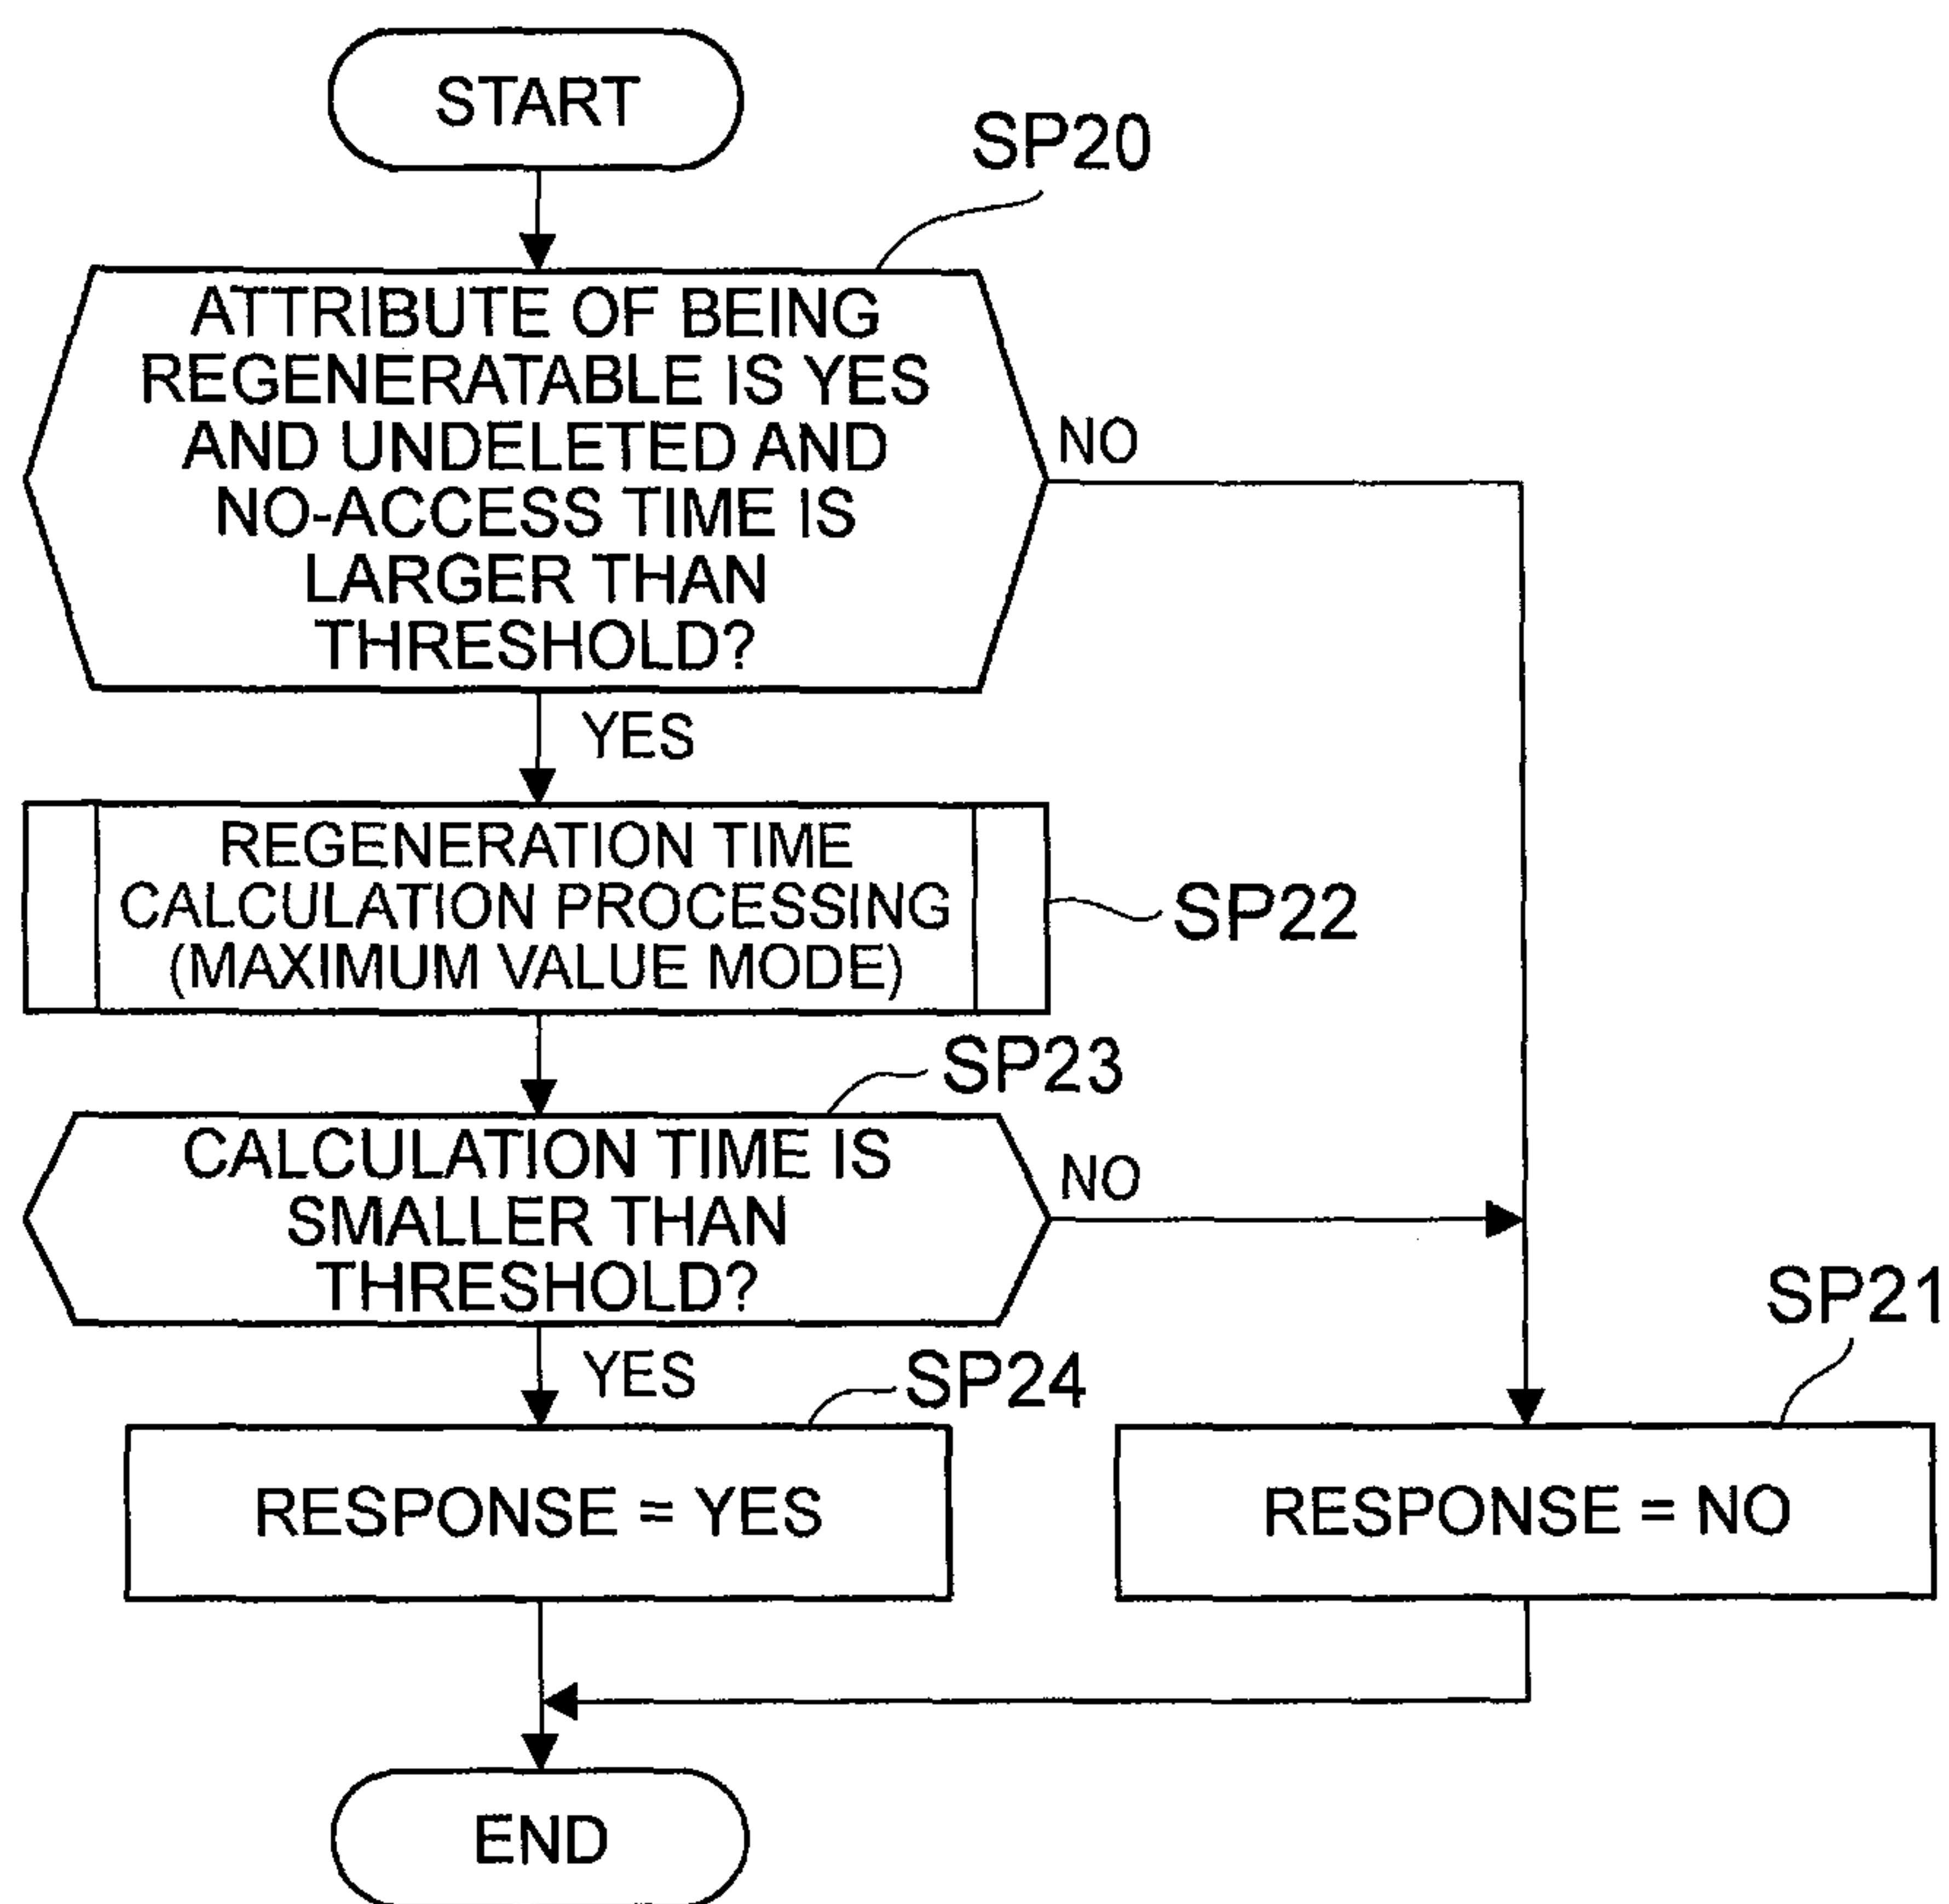 START
SP20
ATTRIBUTE OF BEING
REGENERATABLE IS YES
AND UNDELETED AND
NO-ACCESS TIME IS
LARGER THAN
THRESHOLD?
NO
YES
REGENERATION TIME
CALCULATION PROCESSING
(MAXIMUM VALUE MODE)
SP22
SP23
CALCULATION TIME IS
SMALLER THAN
THRESHOLD?
NO
YES
SP24
SP21
RESPONSE = YES
RESPONSE = NO
END